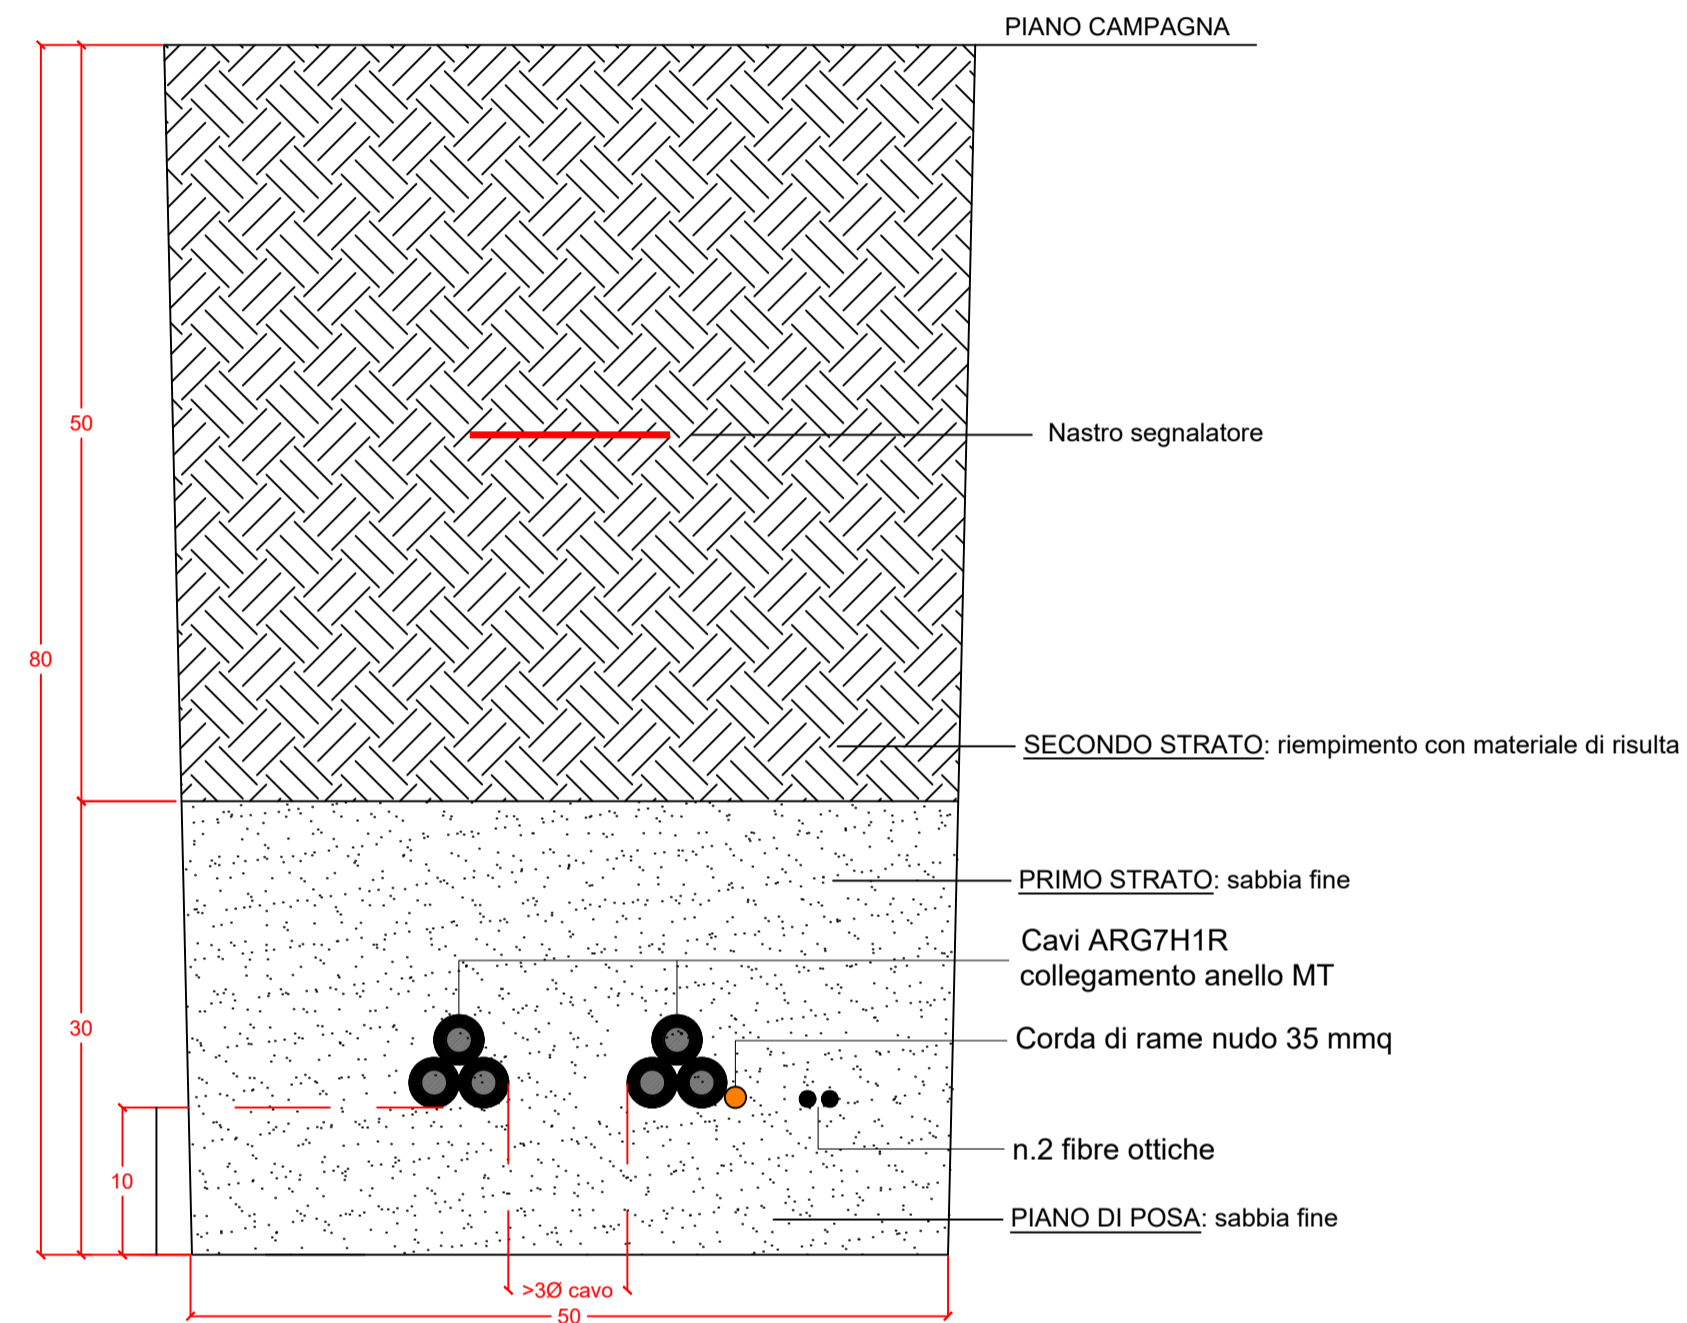 PIANO CAMPAGNA
50
Nastro segnalatore
80
SECONDO STRATO: riempimento con materiale di risulta
PRIMO STRATO: sabbia fine
Cavi ARG7H1R
collegamento anello MT
30
Corda di rame nudo 35 mmq
n.2 fibre ottiche
10
PIANO DI POSA: sabbia fine
>3Ø cavo
50